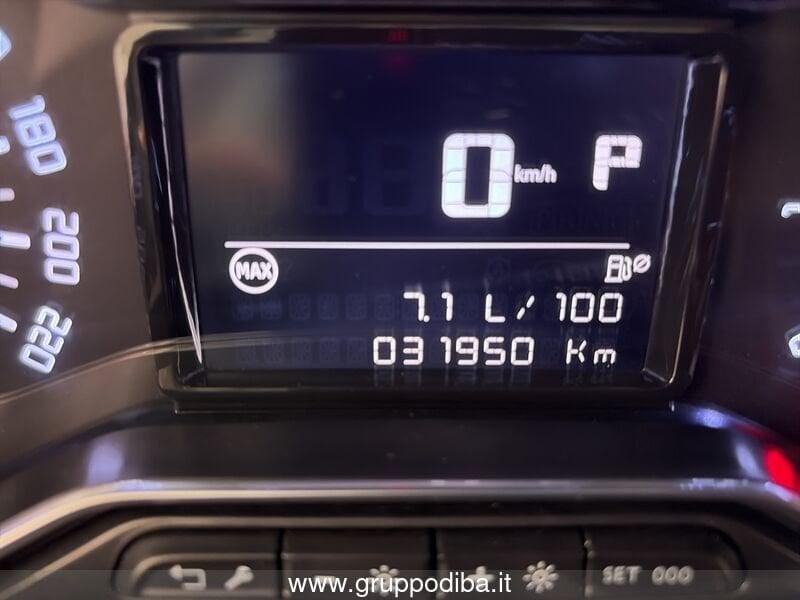 180
200
220
0 km/h P
MAX
7.1 L/100
031950 Km
SET 000
www.gruppodiba.it